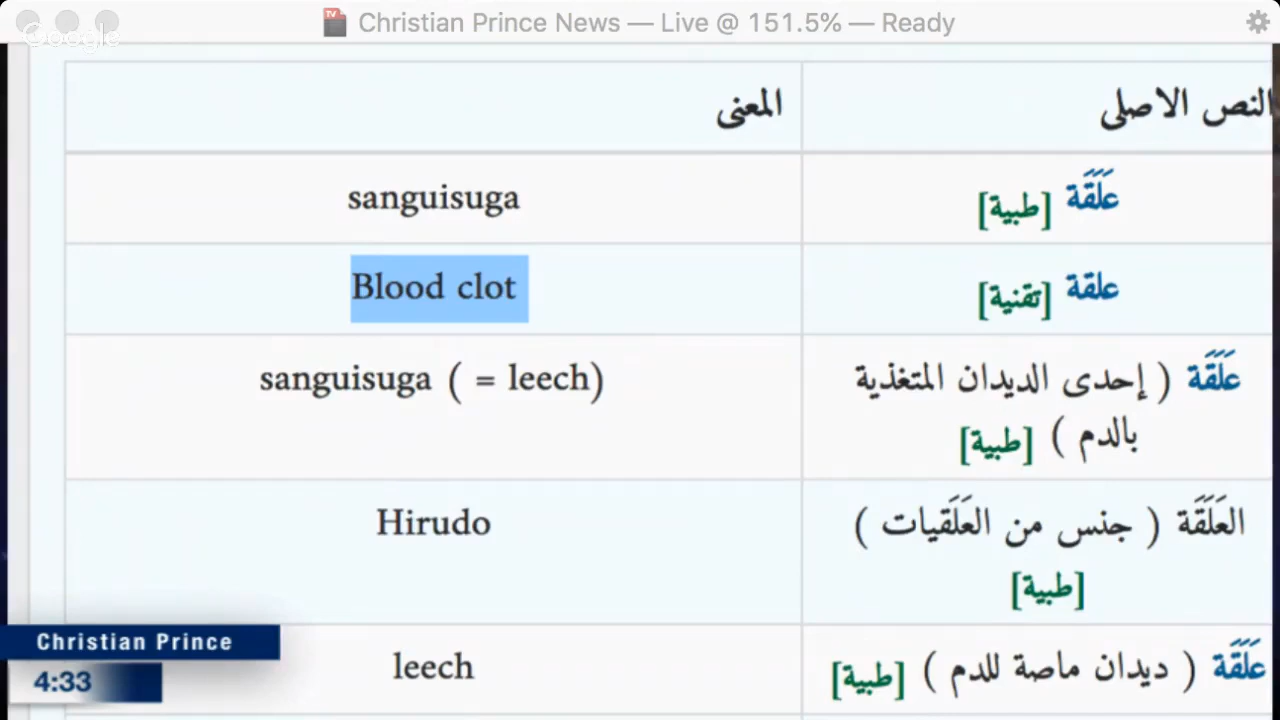 Christian Prince News — Live @ 151.5% — Ready
Google
النص الاصلى
المعنى
عَلَقَة [طبية]
sanguisuga
علقة [تقنية]
Blood clot
عَلَقَة ( إحدى الديدان المتغذية
بالدم ) [طبية]
sanguisuga ( = leech)
العَلَقَة ( جنس من العَلَقيات )
[طبية]
Hirudo
عَلَقَة ( ديدان ماصة للدم ) [طبية]
leech
Christian Prince
4:33